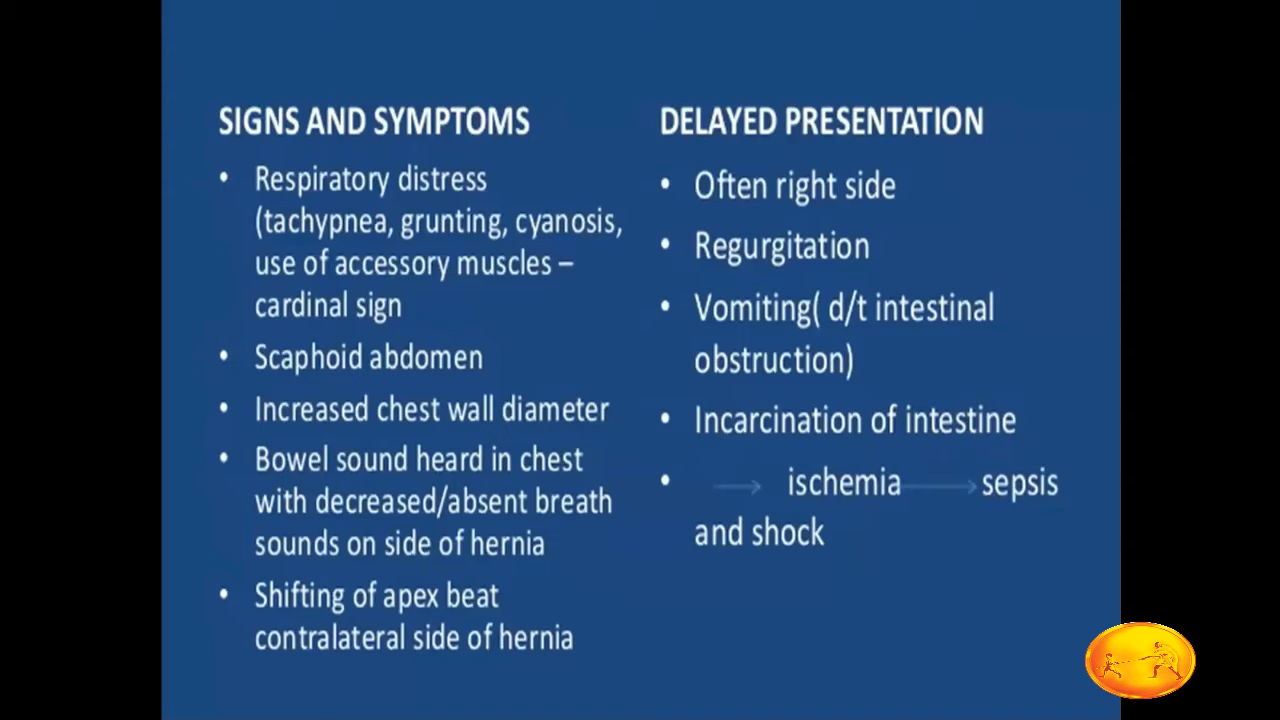 SIGNS AND SYMPTOMS
• Respiratory distress
(tachypnea, grunting, cyanosis,
use of accessory muscles –
cardinal sign
• Scaphoid abdomen
• Increased chest wall diameter
• Bowel sound heard in chest
with decreased/absent breath
sounds on side of hernia
• Shifting of apex beat
contralateral side of hernia
DELAYED PRESENTATION
• Often right side
• Regurgitation
• Vomiting( d/t intestinal
obstruction)
• Incarcination of intestine
• → ischemia → sepsis
and shock